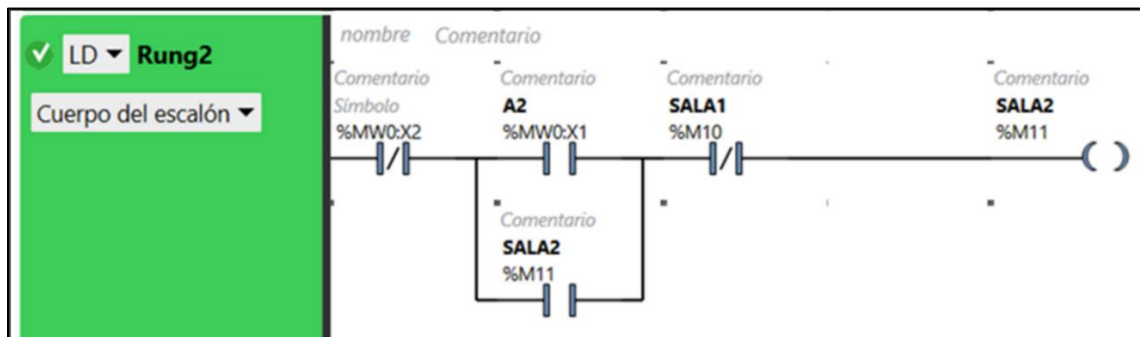 nombre Comentario
LD Rung2
Cuerpo del escalón
Comentario Comentario Comentario Comentario
Símbolo A2 SALA1 SALA2
%MW0:X2 %MW0:X1 %M10 %M11
Comentario
SALA2
%M11